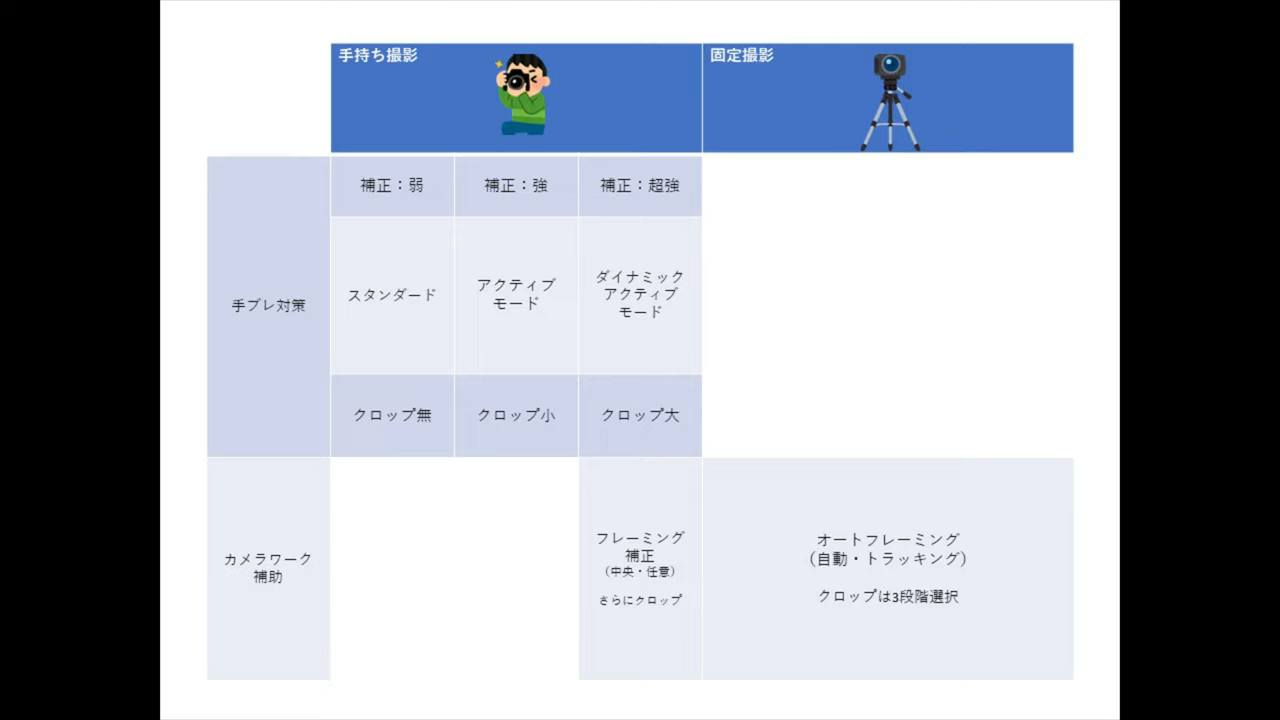 手持ち撮影
固定撮影
手ブレ対策
補正：弱
補正：強
補正：超強
スタンダード
アクティブ
モード
ダイナミック
アクティブ
モード
クロップ無
クロップ小
クロップ大
カメラワーク
補助
フレーミング
補正
（中央・任意）
さらにクロップ
オートフレーミング
（自動・トラッキング）
クロップは3段階選択